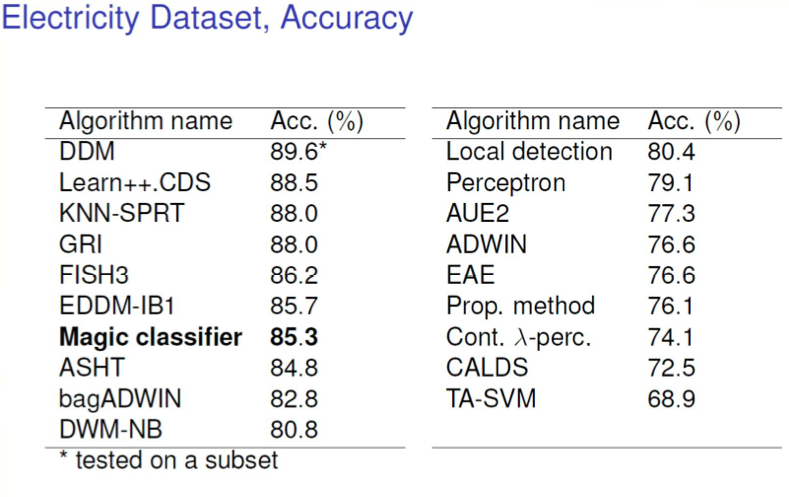 Electricity Dataset, Accuracy
Algorithm name Acc. (%)
DDM 89.6*
Learn++.CDS 88.5
KNN-SPRT 88.0
GRI 88.0
FISH3 86.2
EDDM-IB1 85.7
Magic classifier 85.3
ASHT 84.8
bagADWIN 82.8
DWM-NB 80.8
* tested on a subset
Algorithm name Acc. (%)
Local detection 80.4
Perceptron 79.1
AUE2 77.3
ADWIN 76.6
EAE 76.6
Prop. method 76.1
Cont. λ-perc. 74.1
CALDS 72.5
TA-SVM 68.9